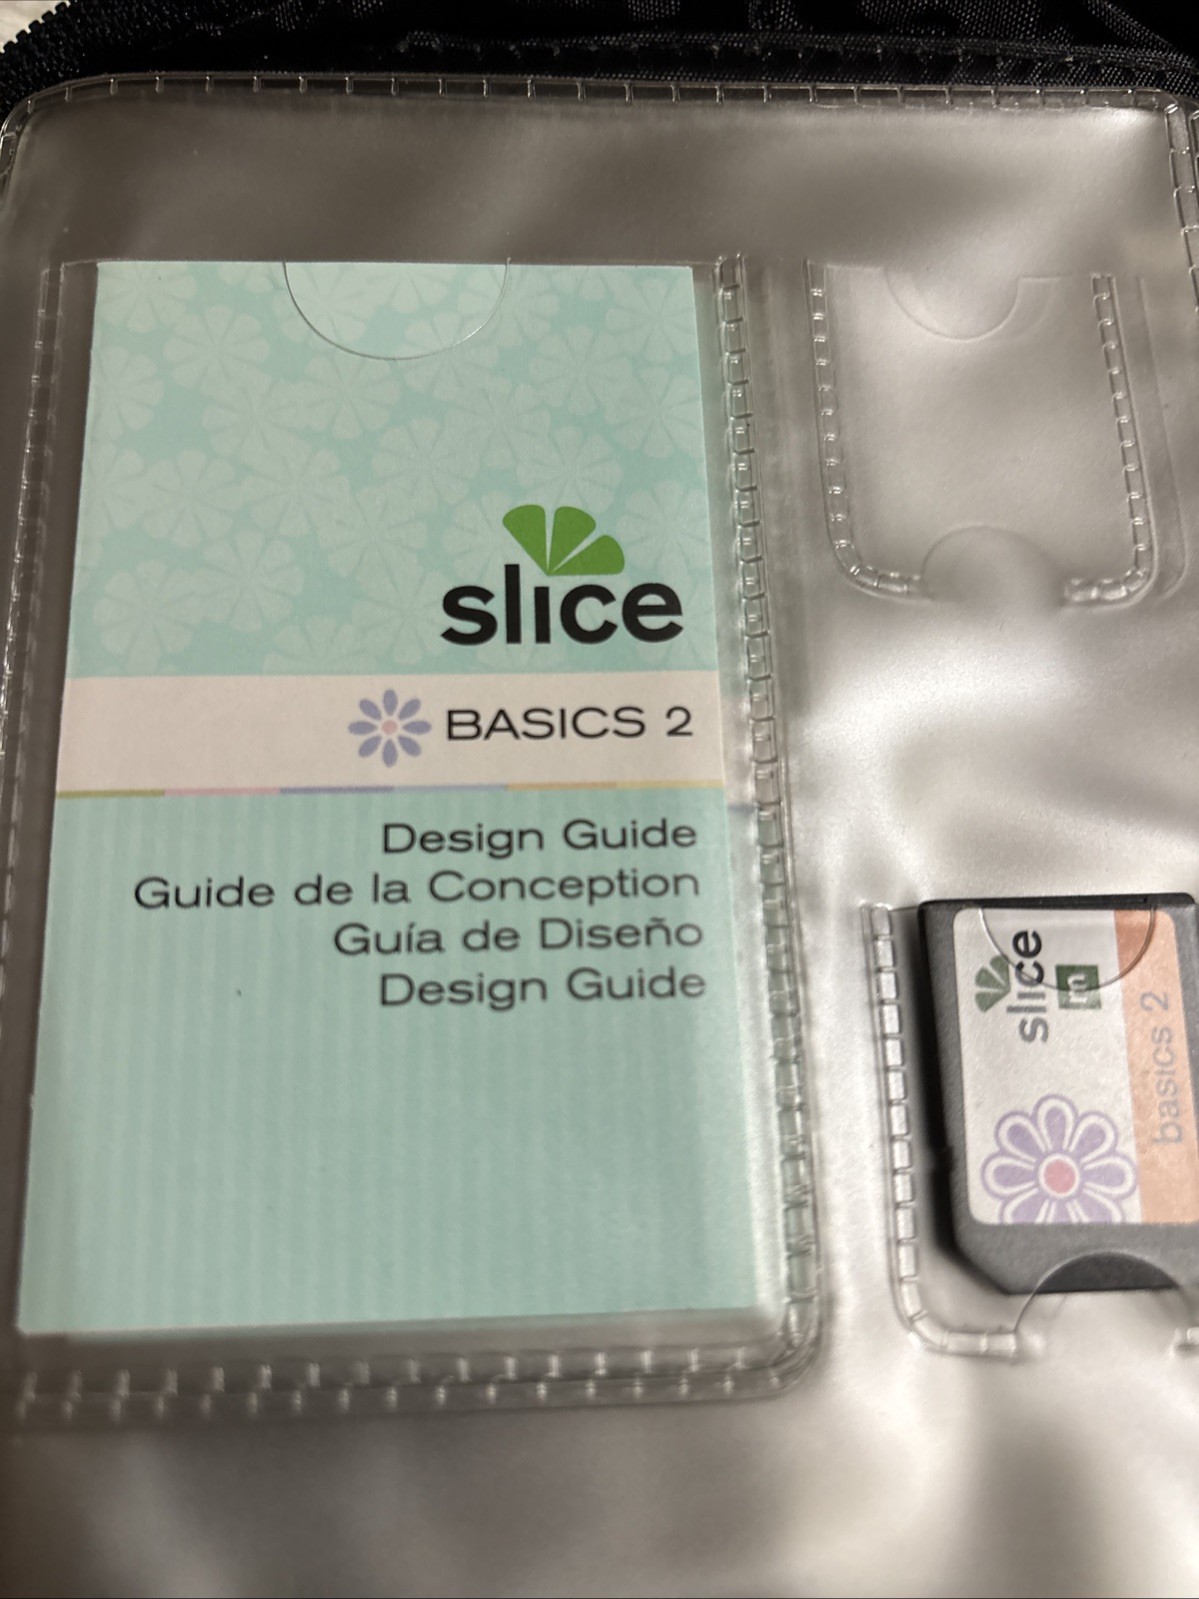 slice
BASICS 2
Design Guide
Guide de la Conception
Guía de Diseño
Design Guide
slice
m
basics 2